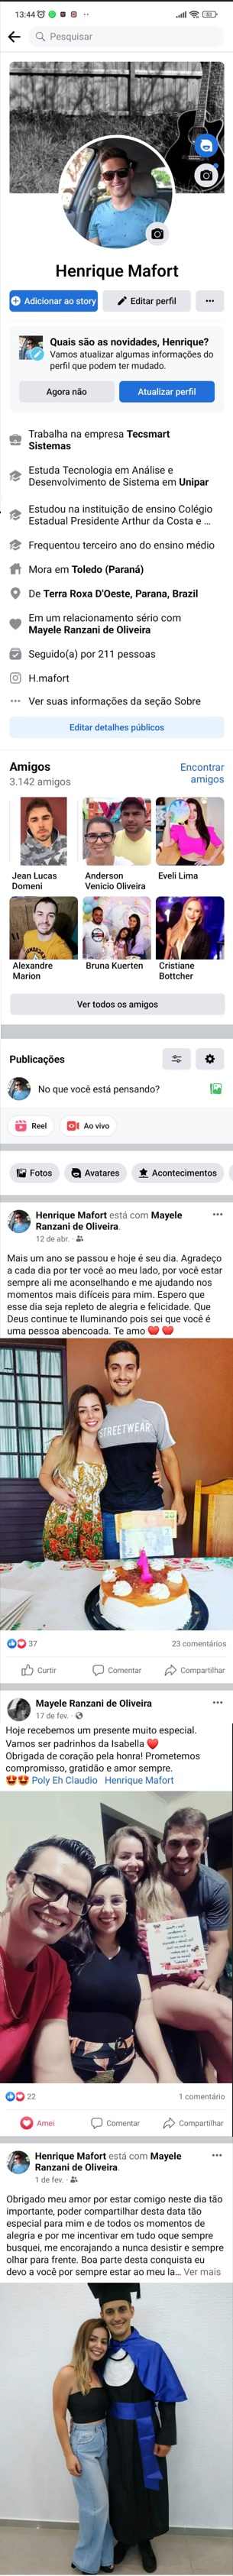 13:44
53
Pesquisar
Henrique Mafort
Adicionar ao story
Editar perfil
Quais são as novidades, Henrique?
Vamos atualizar algumas informações do
perfil que podem ter mudado.
Agora não
Atualizar perfil
Trabalha na empresa Tecsmart
Sistemas
Estuda Tecnologia em Análise e
Desenvolvimento de Sistema em Unipar
Estudou na instituição de ensino Colégio
Estadual Presidente Arthur da Costa e ...
Frequentou terceiro ano do ensino médio
Mora em Toledo (Paraná)
De Terra Roxa D'Oeste, Parana, Brazil
Em um relacionamento sério com
Mayele Ranzani de Oliveira
Seguido(a) por 211 pessoas
H.mafort
Ver suas informações da seção Sobre
Editar detalhes públicos
Amigos
3.142 amigos
Encontrar
amigos
Jean Lucas
Domeni
Anderson
Venicio Oliveira
Eveli Lima
Alexandre
Marion
Bruna Kuerten
Cristiane
Bottcher
Ver todos os amigos
Publicações
No que você está pensando?
Reel
Ao vivo
Fotos
Avatares
Acontecimentos
Henrique Mafort está com Mayele
Ranzani de Oliveira.
12 de abr. ·
Mais um ano se passou e hoje é seu dia. Agradeço
a cada dia por ter você ao meu lado, por você estar
sempre ali me aconselhando e me ajudando nos
momentos mais difíceis para mim. Espero que
esse dia seja repleto de alegria e felicidade. Que
Deus continue te Iluminando pois sei que você é
uma pessoa abençoada. Te amo ❤️ ❤️
STREETWEAR
20
37
23 comentários
Curtir
Comentar
Compartilhar
Mayele Ranzani de Oliveira
17 de fev. ·
Hoje recebemos um presente muito especial.
Vamos ser padrinhos da Isabella ❤️
Obrigada de coração pela honra! Prometemos
compromisso, gratidão e amor sempre.
😍😍 Poly Eh Claudio Henrique Mafort
22
1 comentário
Amei
Comentar
Compartilhar
Henrique Mafort está com Mayele
Ranzani de Oliveira.
1 de fev. ·
Obrigado meu amor por estar comigo neste dia tão
importante, poder compartilhar desta data tão
especial para mim e de todos os momentos de
alegria e por me incentivar em tudo oque sempre
busquei, me encorajando a nunca desistir e sempre
olhar para frente. Boa parte desta conquista eu
devo a você por sempre estar ao meu la... Ver mais